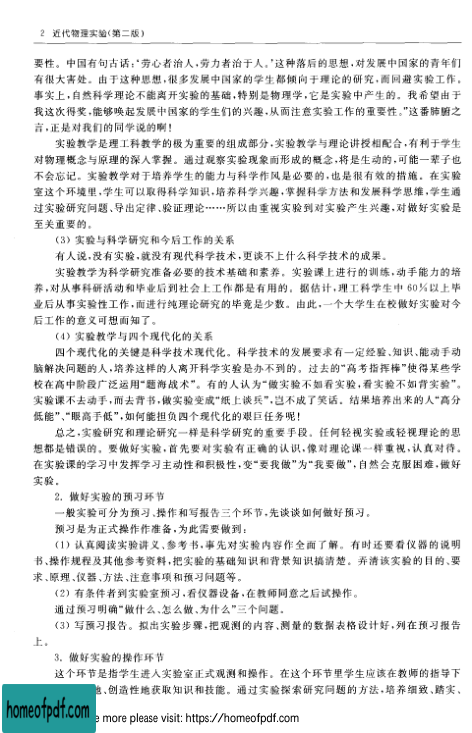 2 近代物理实验(第二版)
要性。中国有句古话:“劳心者治人,劳力者治于人。”这种落后的思想,对发展中国家的青年们
有很大害处。由于这种思想,很多发展中国家的学生都倾向于理论的研究,而回避实验工作。
事实上,自然科学理论不能离开实验的基础,特别是物理学,它是实验中产生的。我希望由于
我这次得奖,能够唤起发展中国家的学生们的兴趣,从而注意实验工作的重要性。”这番肺腑之
言,正是对我们的同学说的啊!
实验教学是理工科教学的极为重要的组成部分,实验教学与理论讲授相配合,有利于学生
对物理概念与原理的深入掌握。通过观察实验现象而形成的概念,将是生动的,可能一辈子也
不会忘记。实验教学对于培养学生的能力与科学作风是必要的,也是很有效的措施。在实验
室这个环境里,学生可以取得科学知识,培养科学兴趣,掌握科学方法和发展科学思维,学生通
过实验研究问题、导出定律、验证理论……所以由重视实验到对实验产生兴趣,对做好实验是
至关重要的。
(3) 实验与科学研究和今后工作的关系
有人说,没有实验,就没有现代科学技术,更谈不上什么科学技术的成果。
实验教学为科学研究准备必要的技术基础和素养。实验课上进行的训练,动手能力的培
养,对从事科研活动和毕业后到社会上工作都是有用的。据估计,理工科学生中 60%以上毕
业后从事实验性工作,而进行纯理论研究的毕竟是少数。由此,一个大学生在校做好实验对今
后工作的意义可想而知了。
(4) 实验教学与四个现代化的关系
四个现代化的关键是科学技术现代化。科学技术的发展要求有一定经验、知识、能动手动
脑解决问题的人,培养这样的人离开科学实验是办不到的。过去的“高考指挥棒”使得某些学
校在高中阶段广泛运用“题海战术”。有的人认为“做实验不如看实验,看实验不如背实验”。
实验课不去动手,而去背书,做实验变成“纸上谈兵”,岂不成了笑话。结果培养出来的人“高分
低能”、“眼高手低”,如何能担负四个现代化的艰巨任务呢!
总之,实验研究和理论研究一样是科学研究的重要手段。任何轻视实验或轻视理论的思
想都是错误的。要做好实验,首先要对实验有正确的认识,像对理论课一样重视,认真对待。
在实验课的学习中发挥学习主动性和积极性,变“要我做”为“我要做”,自然会克服困难,做好
实验。
2. 做好实验的预习环节
一般实验可分为预习、操作和写报告三个环节,先谈谈如何做好预习。
预习是为正式操作作准备,为此需要做到:
(1) 认真阅读实验讲义、参考书,事先对实验内容作全面了解。有时还要看仪器的说明
书、操作规程及其他参考资料,把实验的基础知识和背景知识搞清楚。弄清该实验的目的、要
求、原理、仪器、方法、注意事项和预习问题等。
(2) 有条件者到实验室预习,看仪器设备,在教师同意之后试操作。
通过预习明确“做什么、怎么做、为什么”三个问题。
(3) 写预习报告。拟出实验步骤,把观测的内容、测量的数据表格设计好,列在预习报告
上。
3. 做好实验的操作环节
这个环节是指学生进入实验室正式观测和操作。在这个环节里学生应该在教师的指导下
地、创造性地获取知识和技能。通过实验探索研究问题的方法,培养细致、踏实、
homeofpdf.com
e more please visit: https://homeofpdf.com